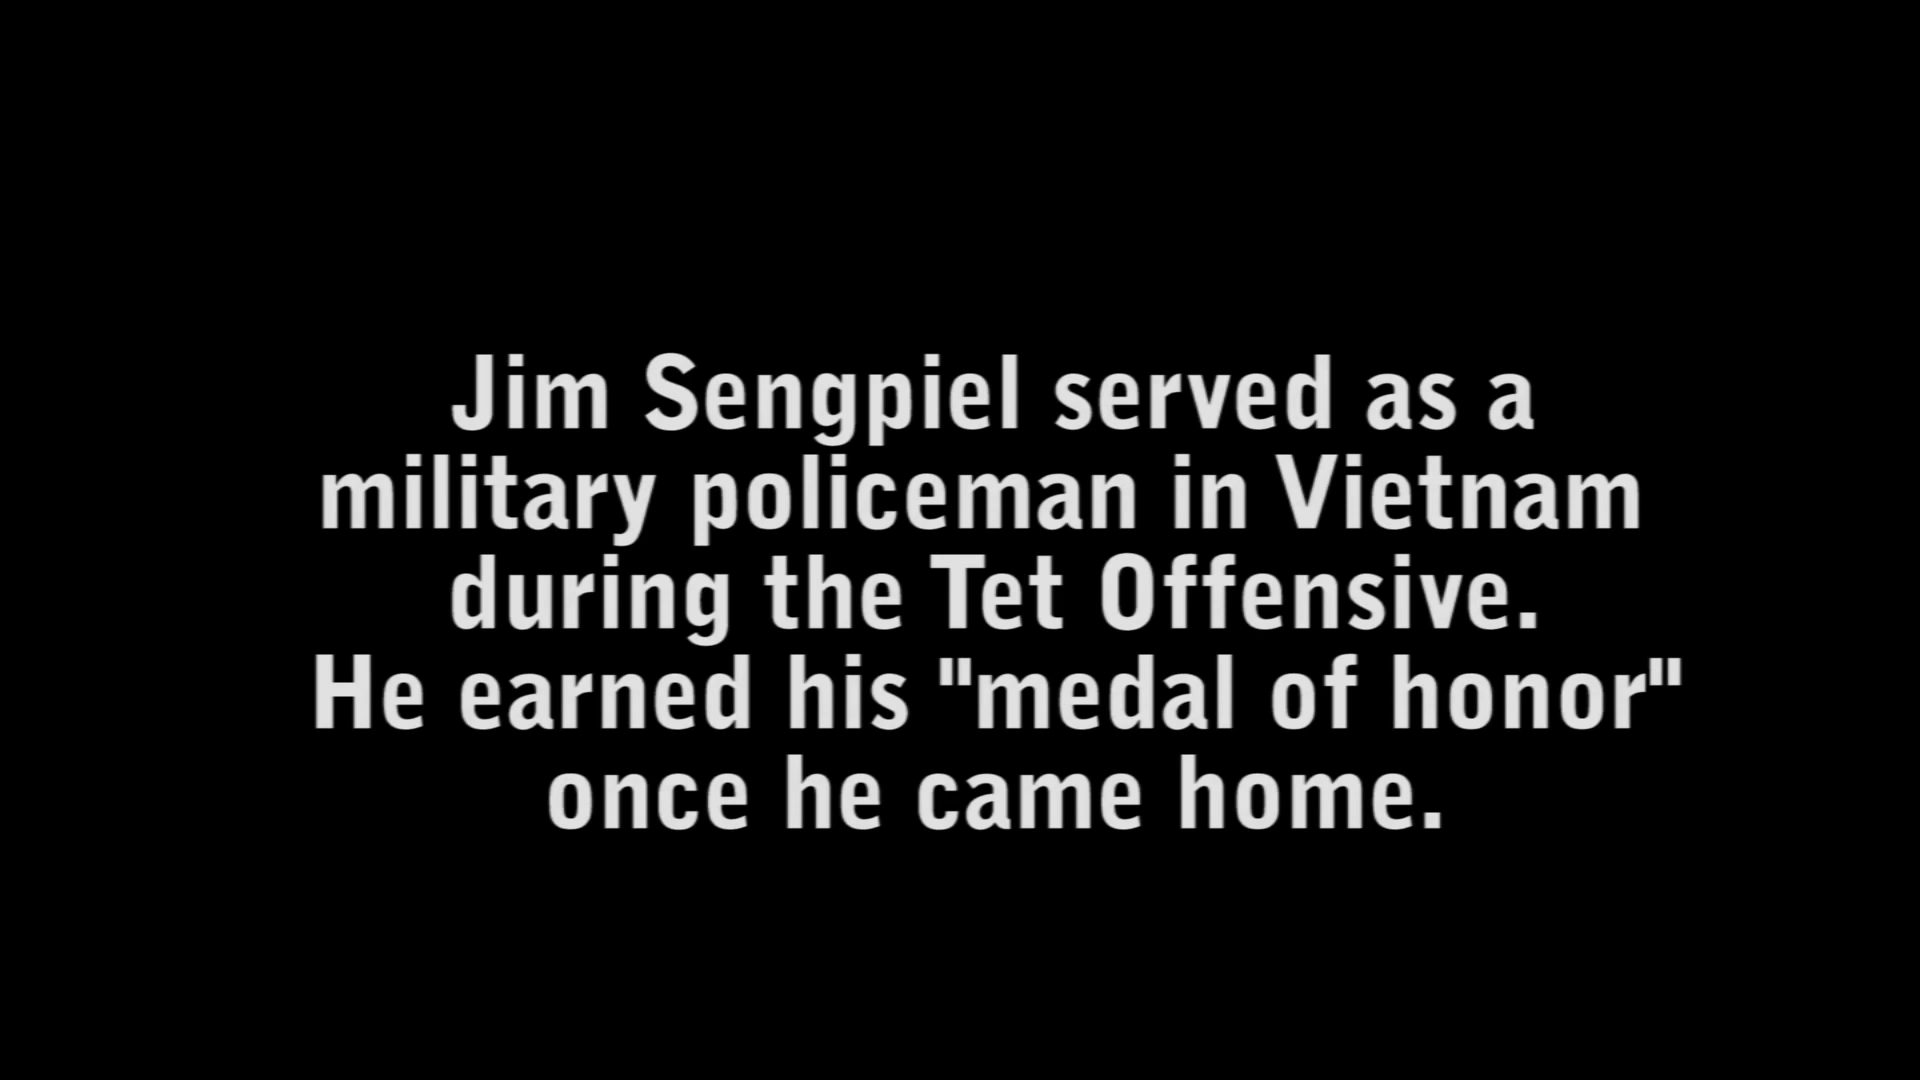 Jim Sengpiel served as a
military policeman in Vietnam
during the Tet Offensive.
He earned his "medal of honor"
once he came home.